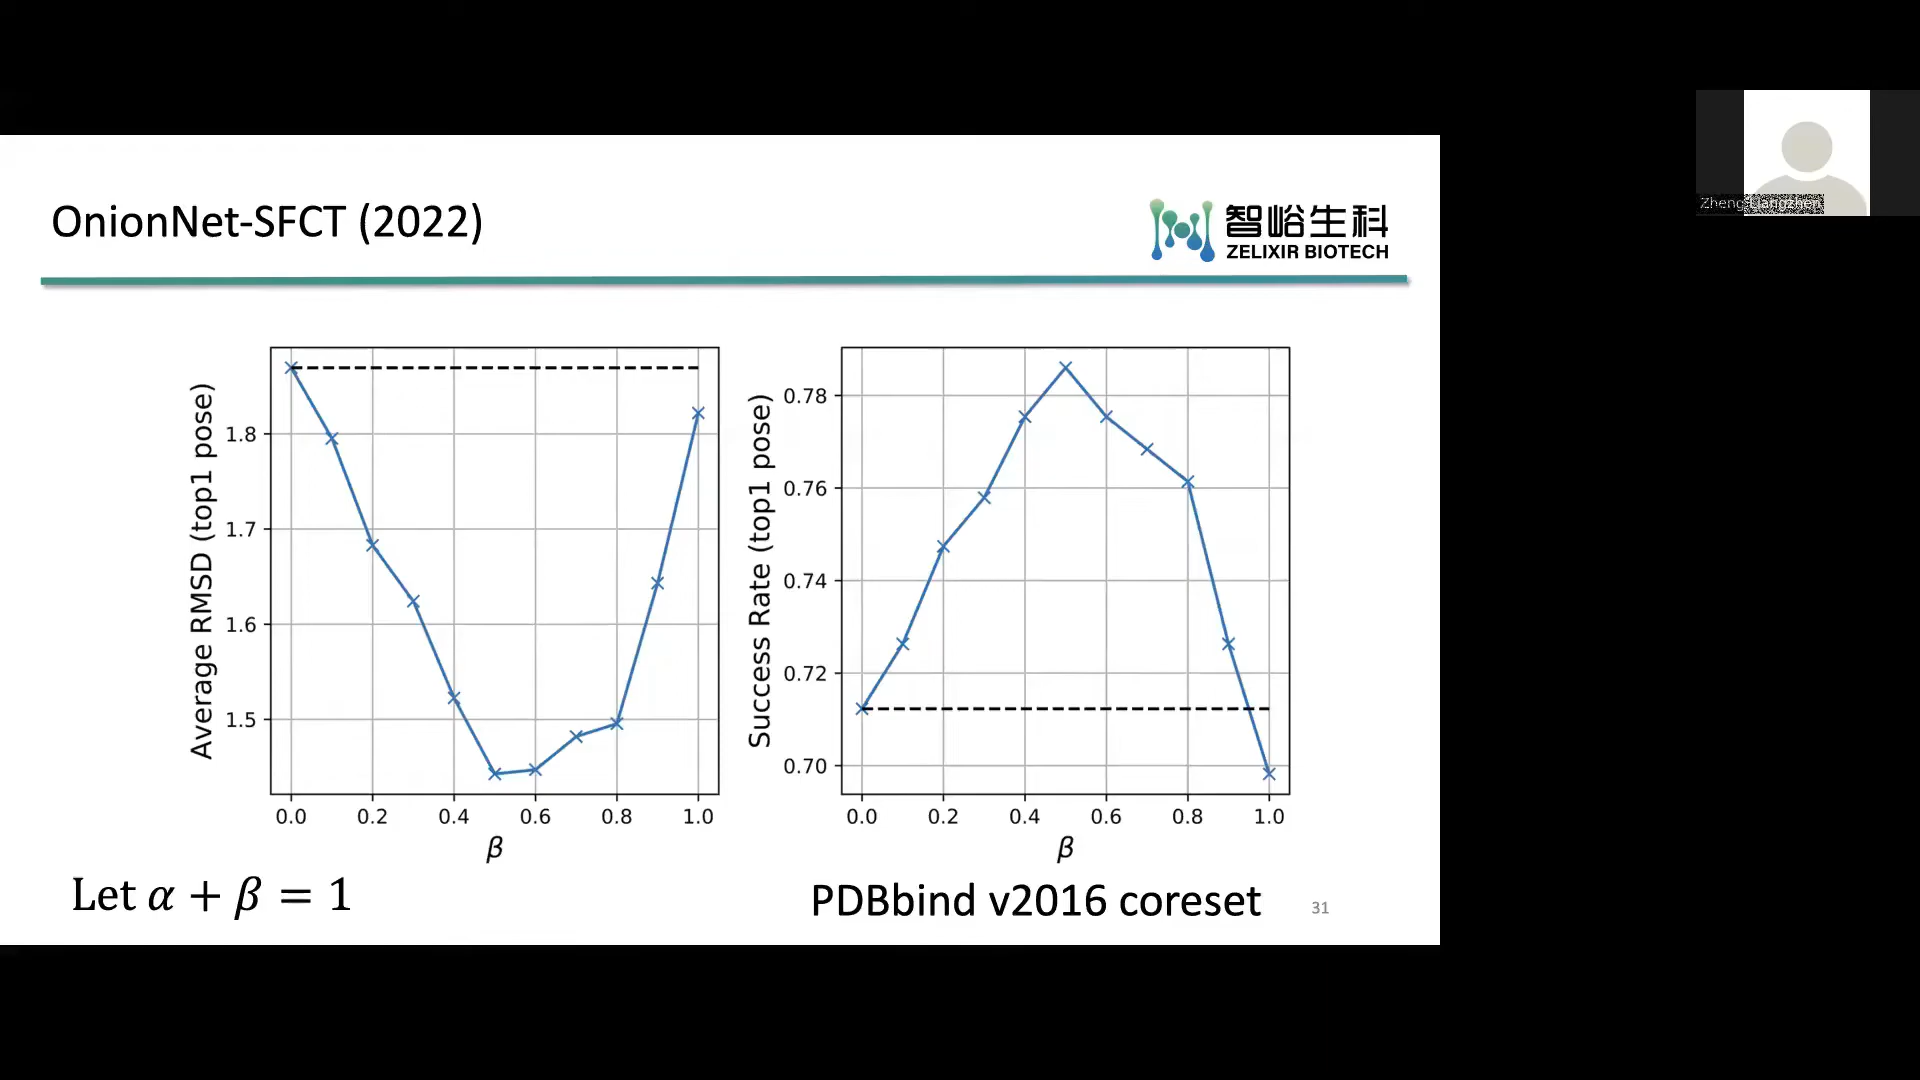 Zheng Liangzhen
OnionNet-SFCT (2022)
智峪生科
ZELIXIR BIOTECH
Average RMSD (top1 pose)
1.8
1.7
1.6
1.5
0.0 0.2 0.4 0.6 0.8 1.0
β
Success Rate (top1 pose)
0.78
0.76
0.74
0.72
0.70
0.0 0.2 0.4 0.6 0.8 1.0
β
Let α + β = 1
PDBbind v2016 coreset
31